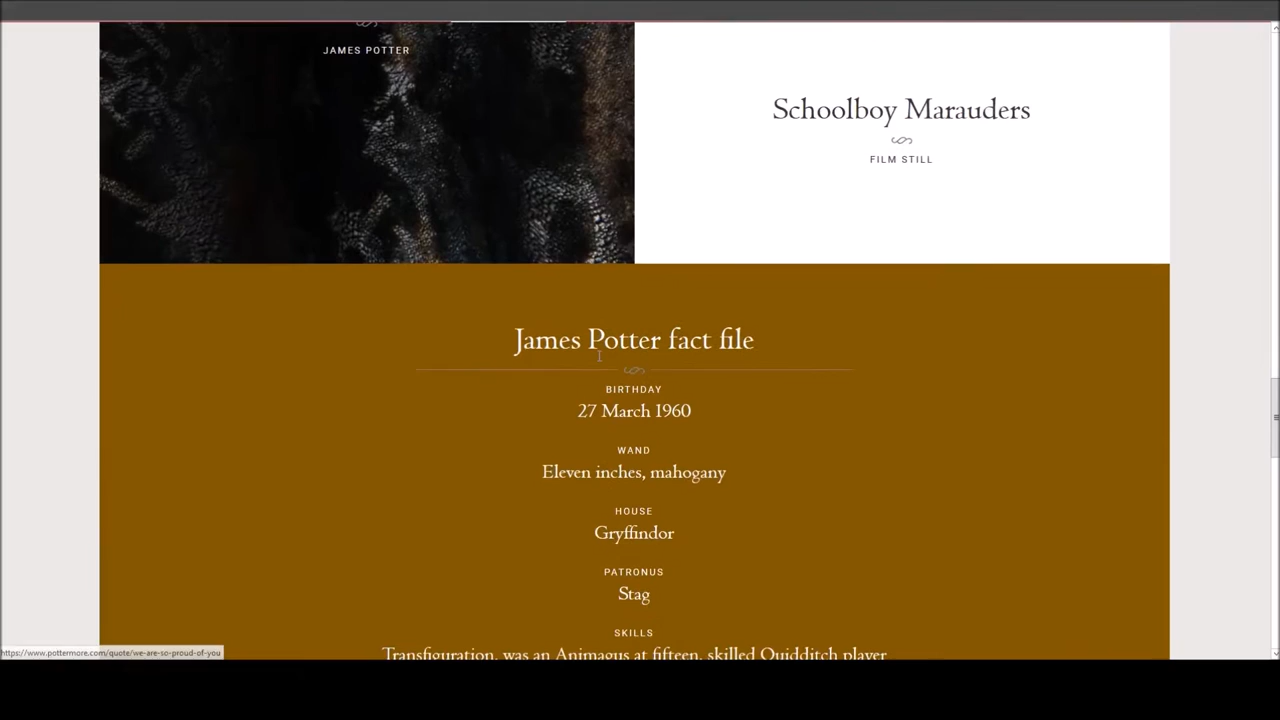 JAMES POTTER
Schoolboy Marauders
FILM STILL
James Potter fact file
BIRTHDAY
27 March 1960
WAND
Eleven inches, mahogany
HOUSE
Gryffindor
PATRONUS
Stag
SKILLS
Transfiguration, was an Animagus at fifteen, skilled Quidditch player
https://www.pottermore.com/quote/we-are-so-proud-of-you